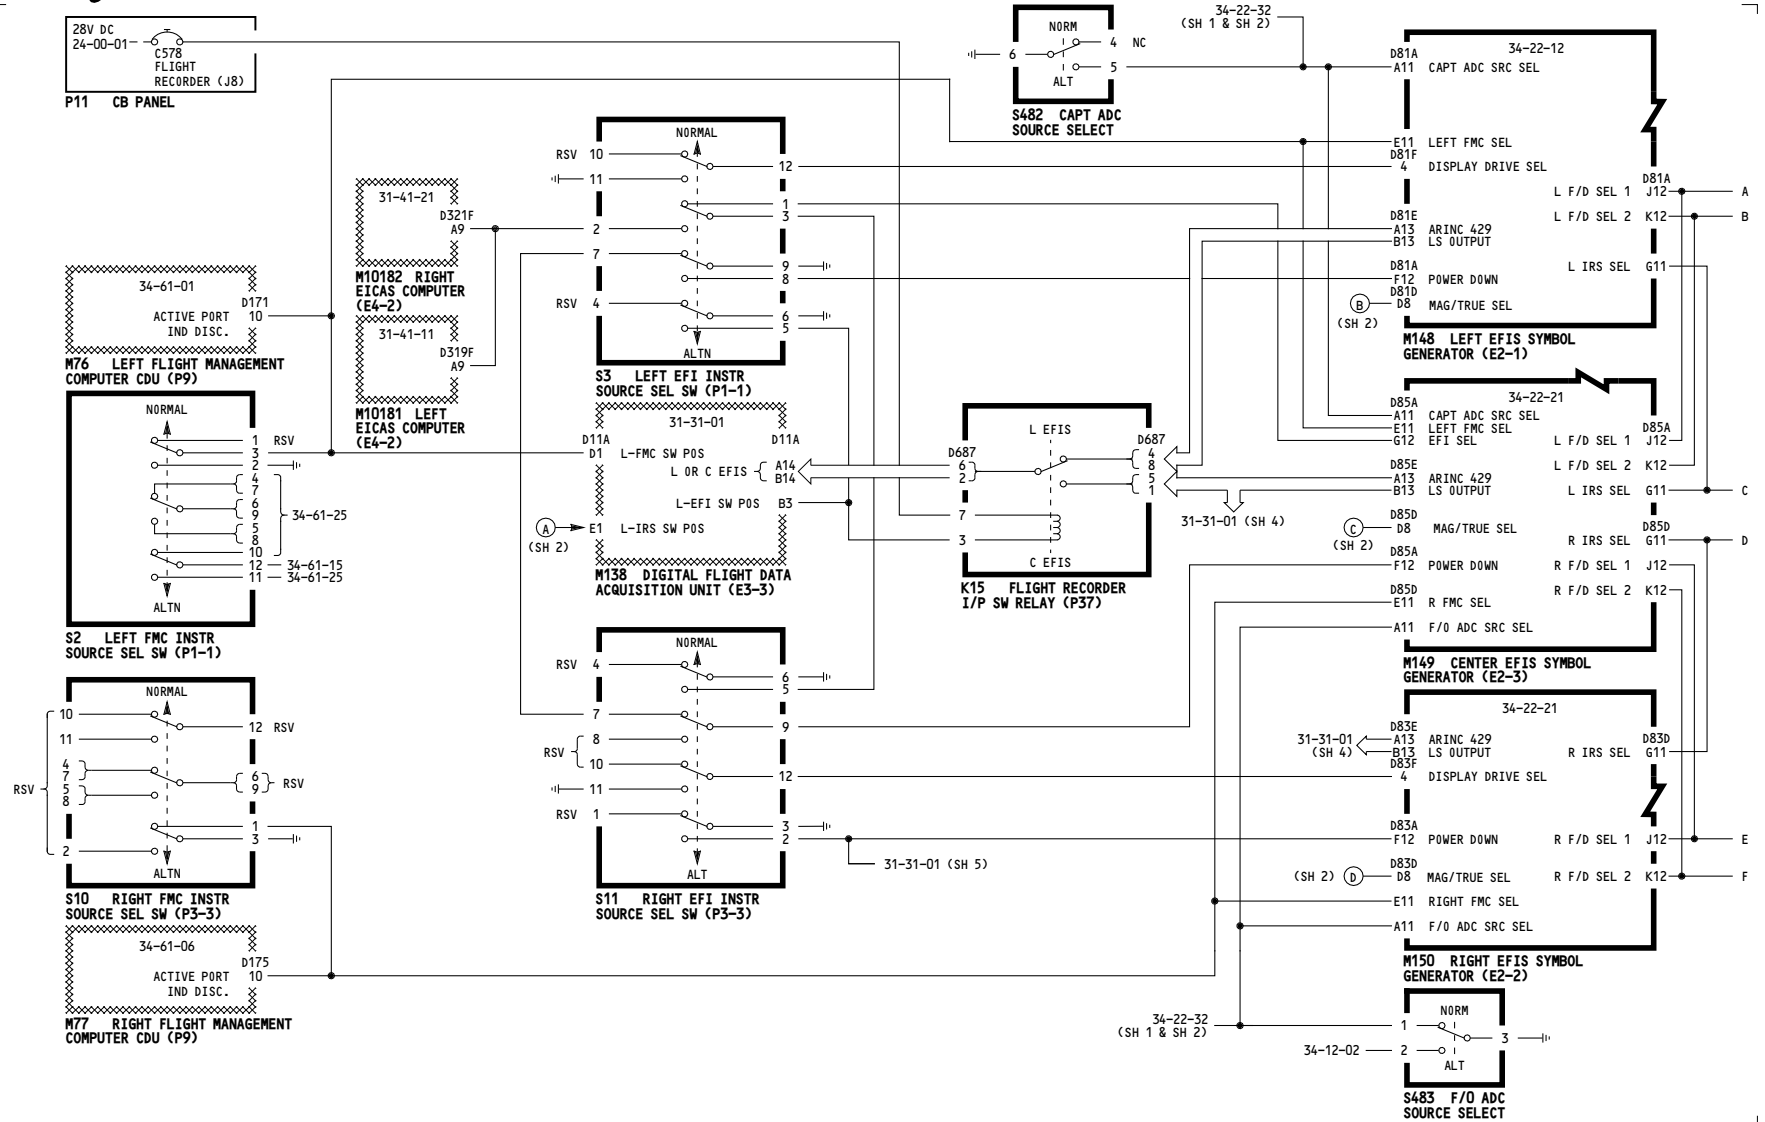 28V DC
24-00-01
C578
FLIGHT
RECORDER (J8)
P11 CB PANEL
34-61-01
D171
ACTIVE PORT 10
IND DISC.
M76 LEFT FLIGHT MANAGEMENT
COMPUTER CDU (P9)
NORMAL
1 RSV
3
2
4
7
6
9
34-61-25
5
8
10
12 34-61-15
11 34-61-25
ALTN
S2 LEFT FMC INSTR
SOURCE SEL SW (P1-1)
NORMAL
10
12 RSV
11
4
7
6
9
RSV
RSV
5
8
1
3
2
ALTN
S10 RIGHT FMC INSTR
SOURCE SEL SW (P3-3)
34-61-06
D175
ACTIVE PORT 10
IND DISC.
M77 RIGHT FLIGHT MANAGEMENT
COMPUTER CDU (P9)
31-41-21
D321F
A9
M10182 RIGHT
EICAS COMPUTER
(E4-2)
31-41-11
D319F
A9
M10181 LEFT
EICAS COMPUTER
(E4-2)
NORMAL
RSV 10
12
11
1
3
2
7
9
8
RSV 4
6
5
ALTN
S3 LEFT EFI INSTR
SOURCE SEL SW (P1-1)
31-31-01
D11A
D11A
D1 L-FMC SW POS
L OR C EFIS
A14
B14
L-EFI SW POS B3
A
(SH 2)
E1 L-IRS SW POS
M138 DIGITAL FLIGHT DATA
ACQUISITION UNIT (E3-3)
NORMAL
RSV 4
6
5
7
9
8
RSV
10
12
11
RSV 1
3
2
31-31-01 (SH 5)
ALT
S11 RIGHT EFI INSTR
SOURCE SEL SW (P3-3)
L EFIS
D687
D687
6
2
4
8
5
1
7
3
C EFIS
K15 FLIGHT RECORDER
I/P SW RELAY (P37)
31-31-01 (SH 4)
NORM
4 NC
6
5
ALT
S482 CAPT ADC
SOURCE SELECT
34-22-32
(SH 1 & SH 2)
34-22-12
D81A
A11 CAPT ADC SRC SEL
E11 LEFT FMC SEL
D81F
4 DISPLAY DRIVE SEL
D81A
L F/D SEL 1 J12 A
L F/D SEL 2 K12 B
D81E
A13 ARINC 429
B13 LS OUTPUT
L IRS SEL G11
D81A
F12 POWER DOWN
D81D
B
(SH 2)
D8 MAG/TRUE SEL
M148 LEFT EFIS SYMBOL
GENERATOR (E2-1)
34-22-21
D85A
A11 CAPT ADC SRC SEL
E11 LEFT FMC SEL
G12 EFI SEL
D85A
L F/D SEL 1 J12
L F/D SEL 2 K12
D85E
A13 ARINC 429
B13 LS OUTPUT
L IRS SEL G11 C
D85D
C
(SH 2)
D8 MAG/TRUE SEL
D85D
R IRS SEL G11 D
D85A
F12 POWER DOWN
R F/D SEL 1 J12
R F/D SEL 2 K12
D85D
E11 R FMC SEL
A11 F/O ADC SRC SEL
M149 CENTER EFIS SYMBOL
GENERATOR (E2-3)
34-22-21
31-31-01
(SH 4)
D83E
A13 ARINC 429
B13 LS OUTPUT
D83D
R IRS SEL G11
D83F
4 DISPLAY DRIVE SEL
D83A
F12 POWER DOWN
R F/D SEL 1 J12 E
D83D
(SH 2) D
D8 MAG/TRUE SEL
R F/D SEL 2 K12 F
E11 RIGHT FMC SEL
A11 F/O ADC SRC SEL
M150 RIGHT EFIS SYMBOL
GENERATOR (E2-2)
34-22-32
(SH 1 & SH 2)
34-12-02
NORM
1
3
2
ALT
S483 F/O ADC
SOURCE SELECT